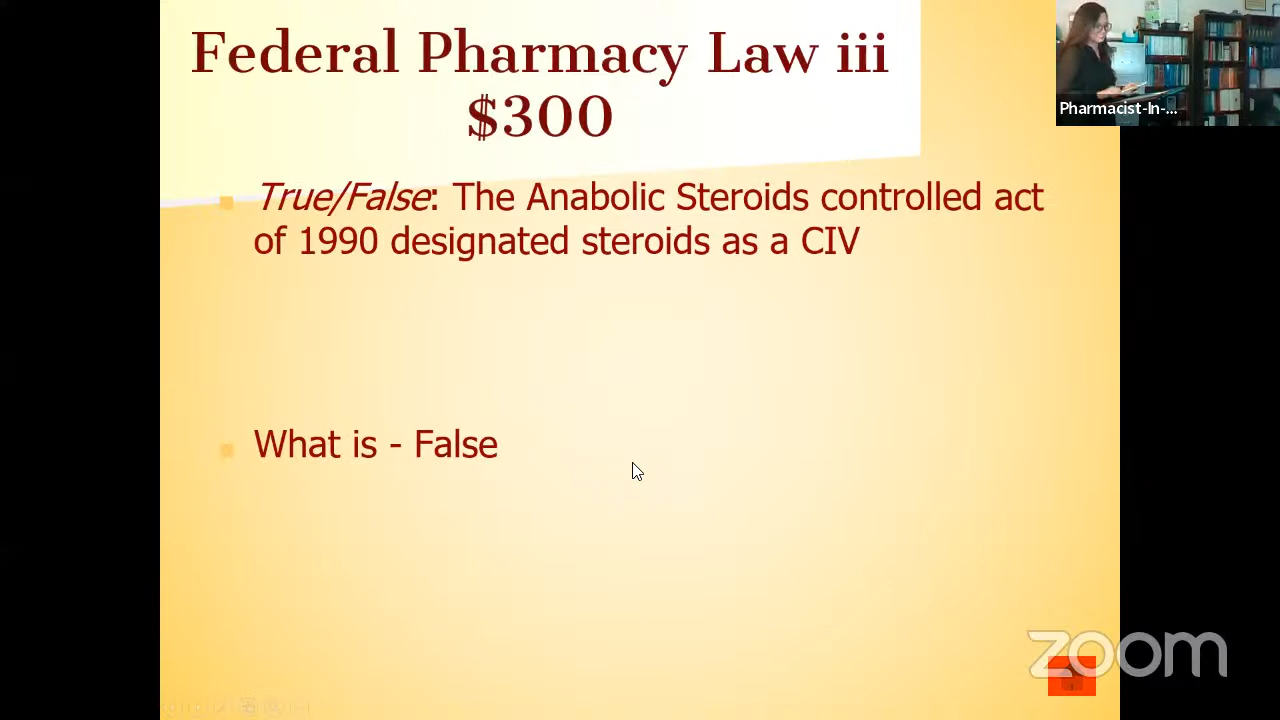 Federal Pharmacy Law iii
$300
True/False: The Anabolic Steroids controlled act
of 1990 designated steroids as a CIV
What is - False
Pharmacist-In-...
zoom